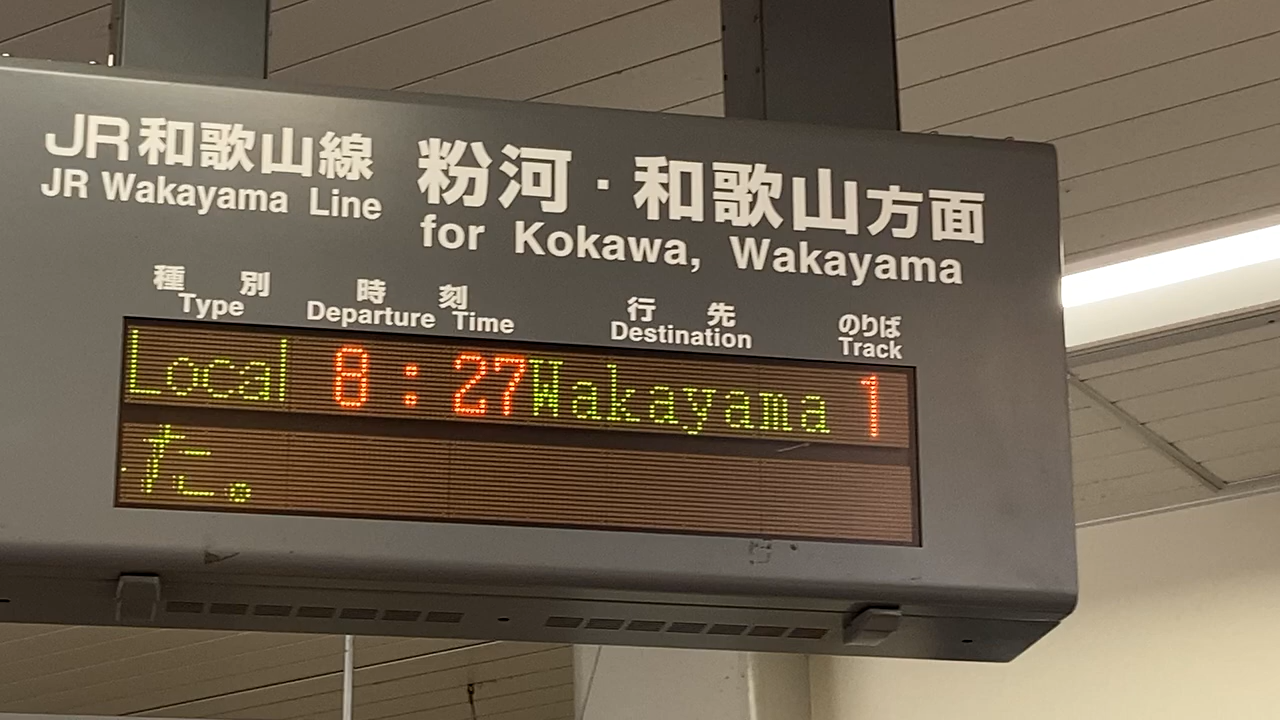 JR和歌山線 粉河・和歌山方面
JR Wakayama Line for Kokawa, Wakayama
種別 時刻 行先 のりば
Type Departure Time Destination Track
Local 8:27 Wakayama 1
た。